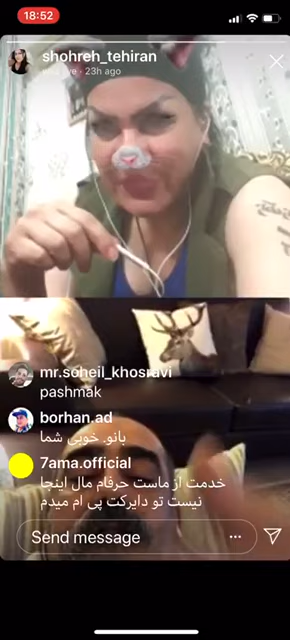 18:52
shohreh_tehiran
live • 23h ago
mr.soheil_khosravi
pashmak
borhan.ad
بانو. خوبی شما
7ama.official
خدمت از ماست حرفام مال اینجا
نیست تو دایرکت پی ام میدم
Send message